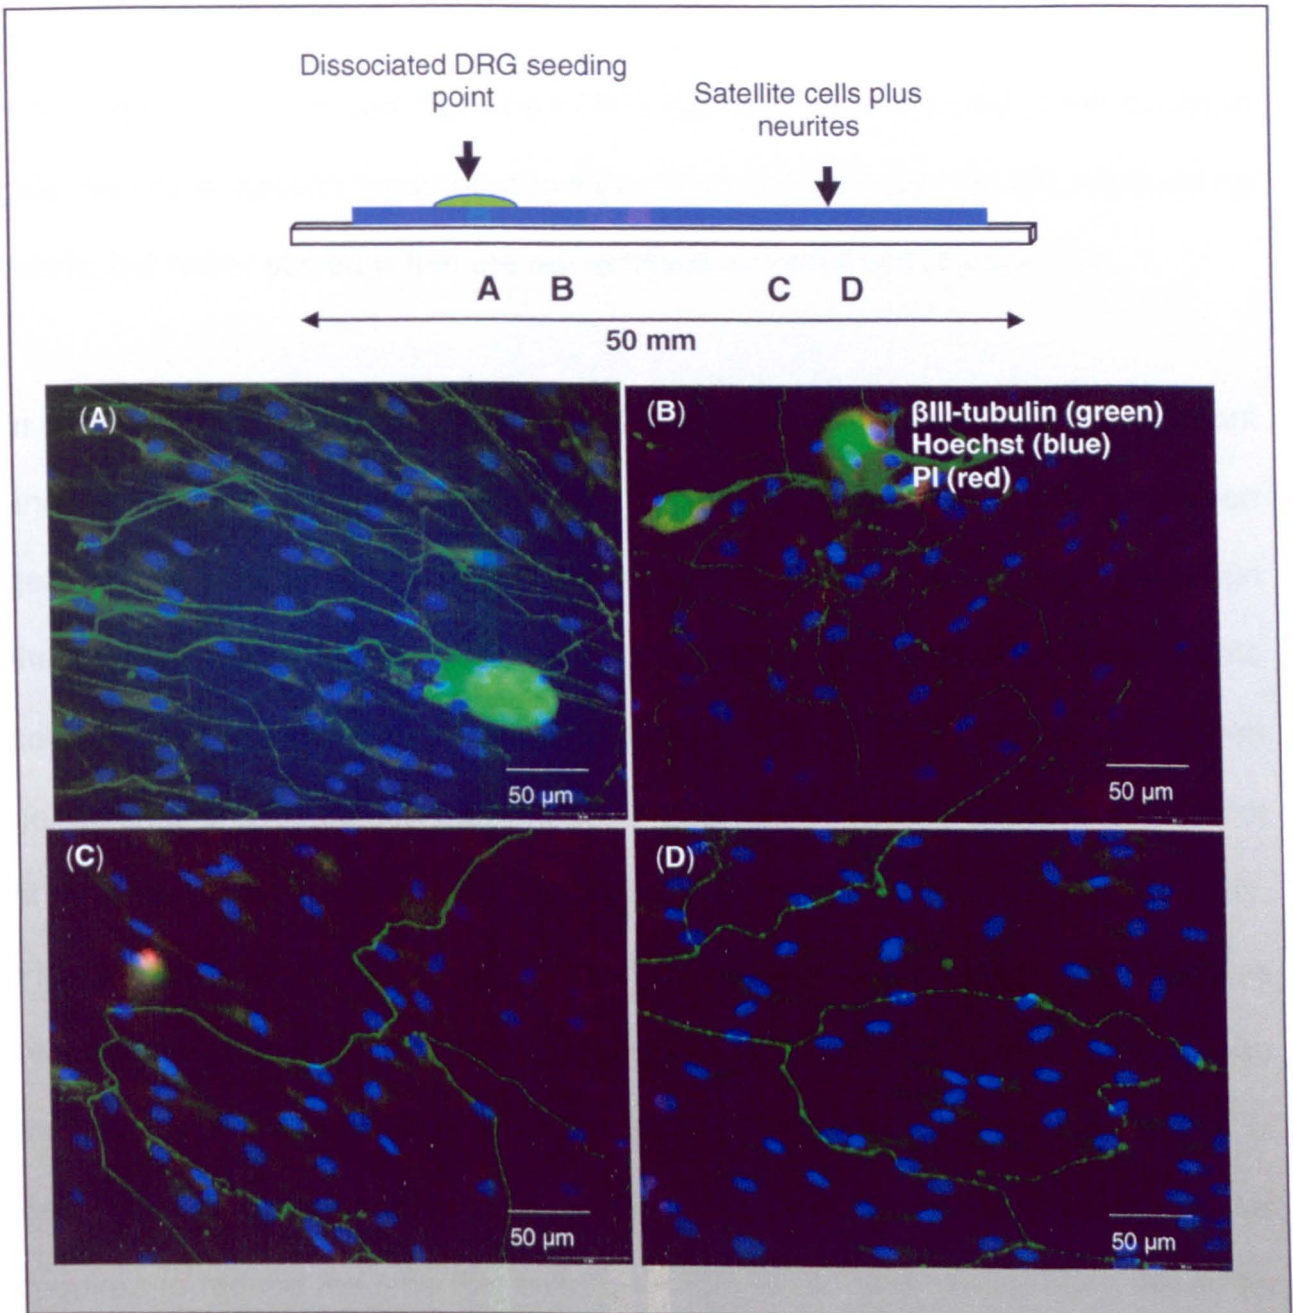 Dissociated DRG seeding
point
Satellite cells plus
neurites
A B C D
50 mm
(A)
(B)
βIII-tubulin (green)
Hoechst (blue)
PI (red)
50 µm
50 µm
(C)
(D)
50 µm
50 µm